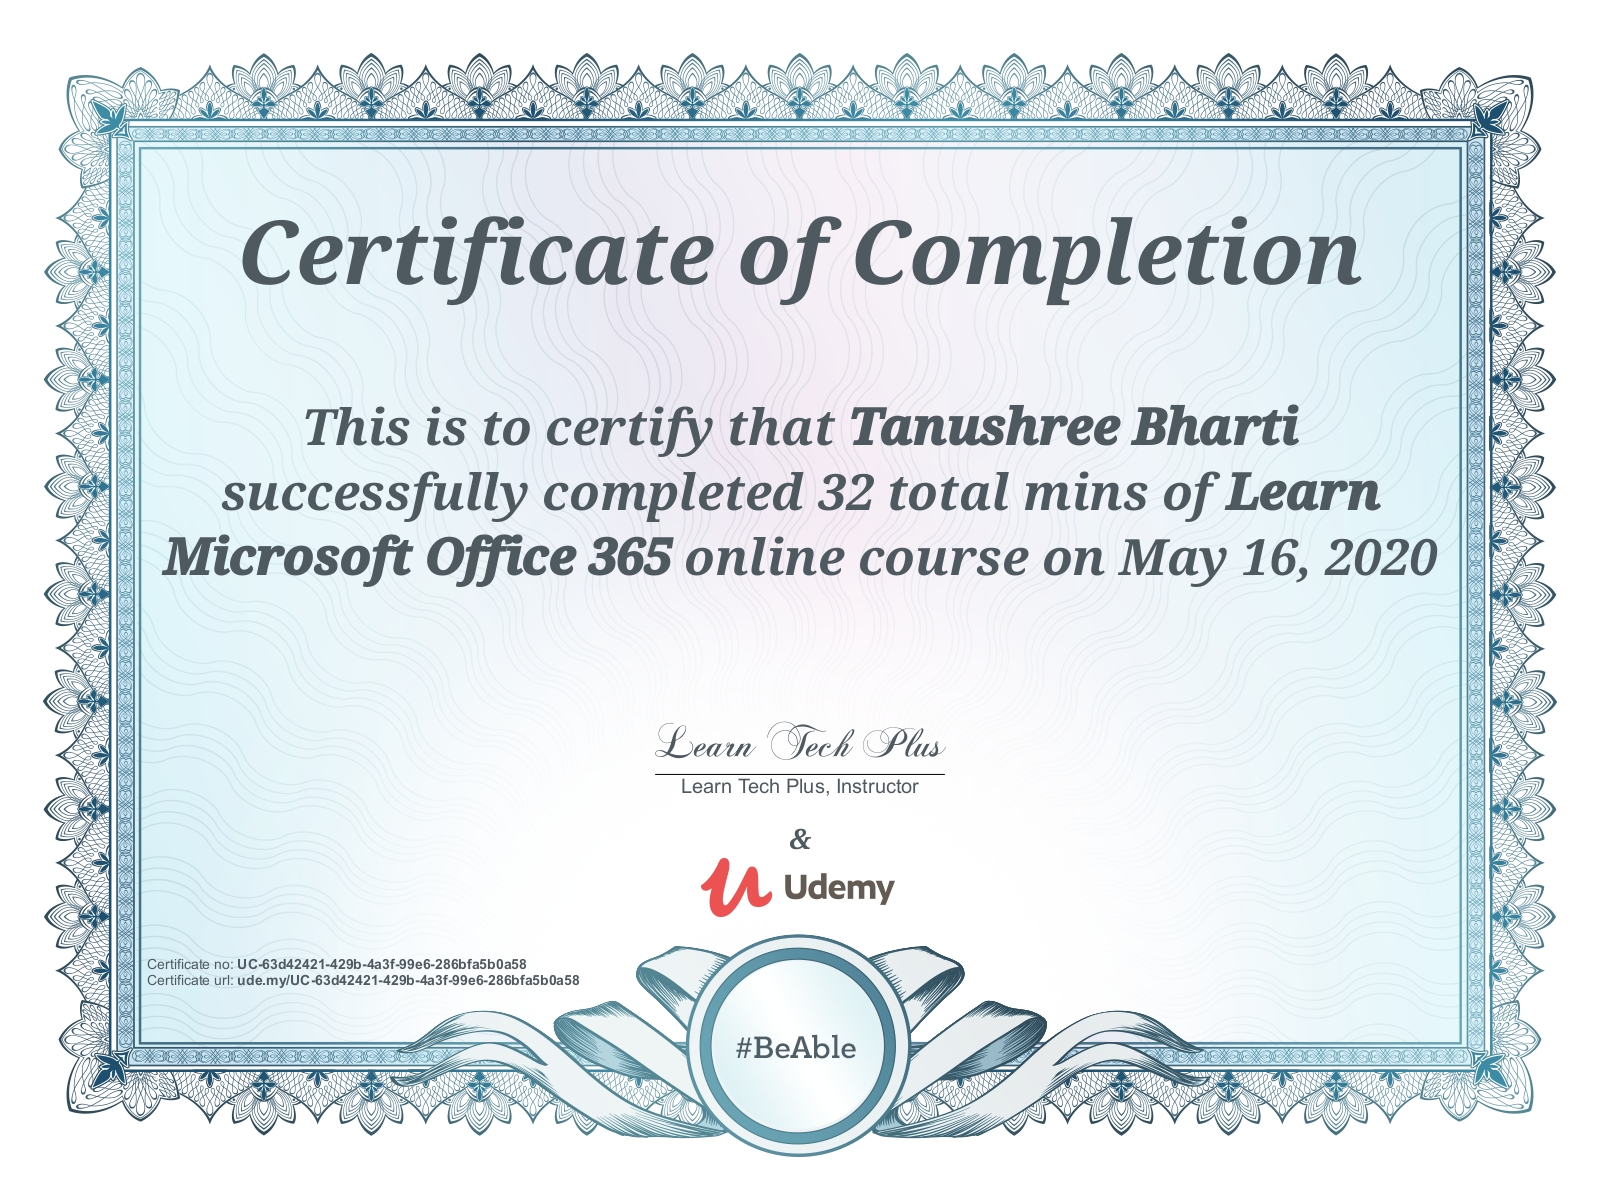 Certificate of Completion
This is to certify that Tanushree Bharti
successfully completed 32 total mins of Learn
Microsoft Office 365 online course on May 16, 2020
Learn Tech Plus
Learn Tech Plus, Instructor
&
Udemy
Certificate no: UC-63d42421-429b-4a3f-99e6-286bfa5b0a58
Certificate url: ude.my/UC-63d42421-429b-4a3f-99e6-286bfa5b0a58
#BeAble